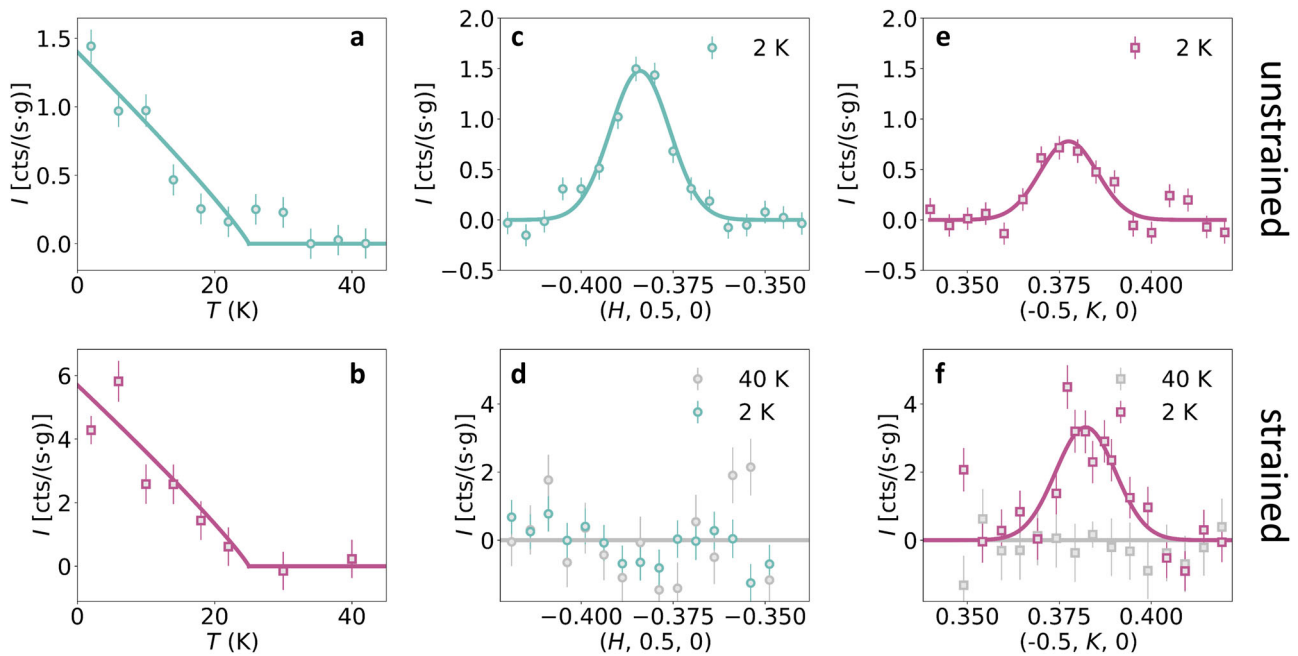 a
1.5
1.0
0.5
0.0
I [cts/(s·g)]
0
20
40
T (K)
c
2 K
2.0
1.5
1.0
0.5
0.0
−0.5
I [cts/(s·g)]
−0.400
−0.375
−0.350
(H, 0.5, 0)
e
2 K
2.0
1.5
1.0
0.5
0.0
−0.5
I [cts/(s·g)]
0.350
0.375
0.400
(-0.5, K, 0)
unstrained
b
6
4
2
0
I [cts/(s·g)]
0
20
40
T (K)
d
40 K
2 K
4
2
0
I [cts/(s·g)]
−0.400
−0.375
−0.350
(H, 0.5, 0)
f
40 K
2 K
4
2
0
I [cts/(s·g)]
0.350
0.375
0.400
(-0.5, K, 0)
strained